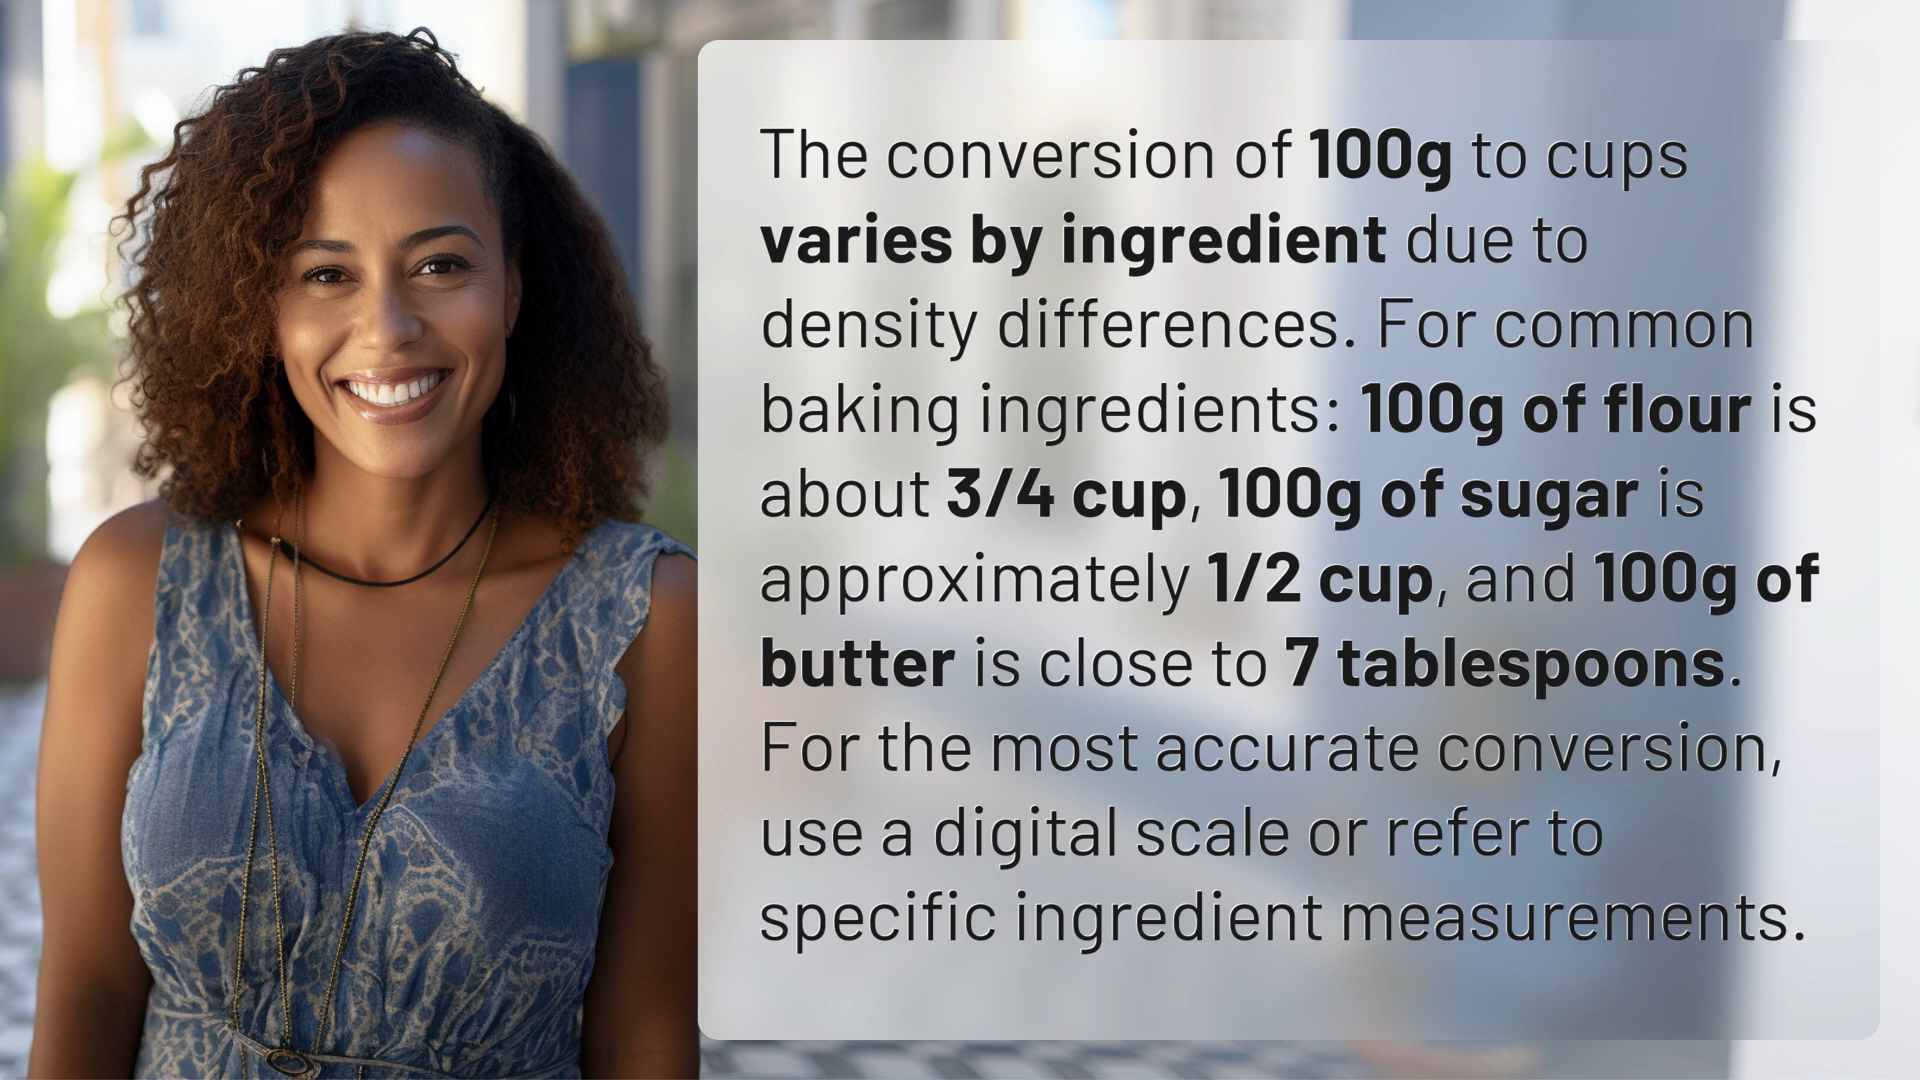 The conversion of 100g to cups
varies by ingredient due to
density differences. For common
baking ingredients: 100g of flour is
about 3/4 cup, 100g of sugar is
approximately 1/2 cup, and 100g of
butter is close to 7 tablespoons.
For the most accurate conversion,
use a digital scale or refer to
specific ingredient measurements.